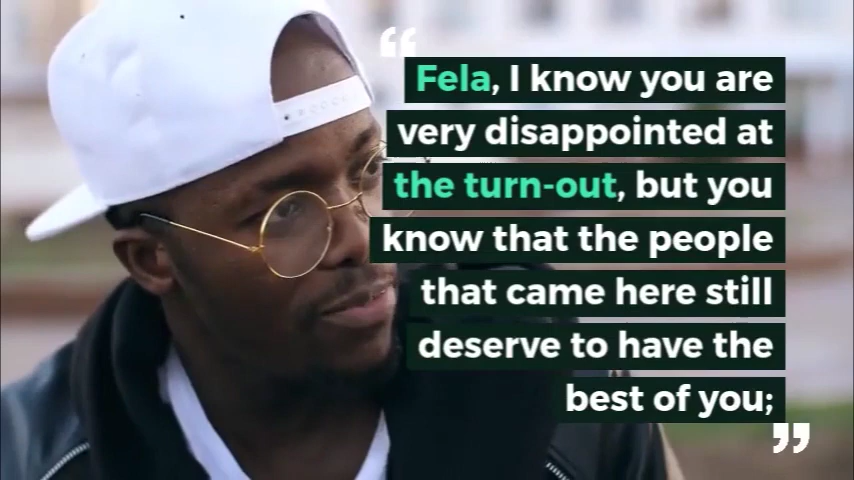 “
Fela, I know you are
very disappointed at
the turn-out, but you
know that the people
that came here still
deserve to have the
best of you;
”